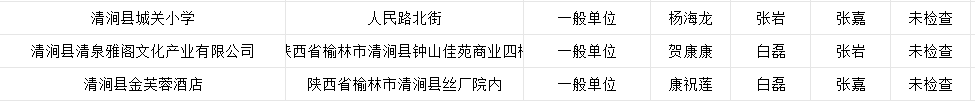 清涧县城关小学 人民路北街 一般单位 杨海龙 张岩 张嘉 未检查
清涧县清泉雅阁文化产业有限公司 陕西省榆林市清涧县钟山佳苑商业四楼 一般单位 贺康康 白磊 张岩 未检查
清涧县金芙蓉酒店 陕西省榆林市清涧县丝厂院内 一般单位 康祝莲 白磊 张嘉 未检查